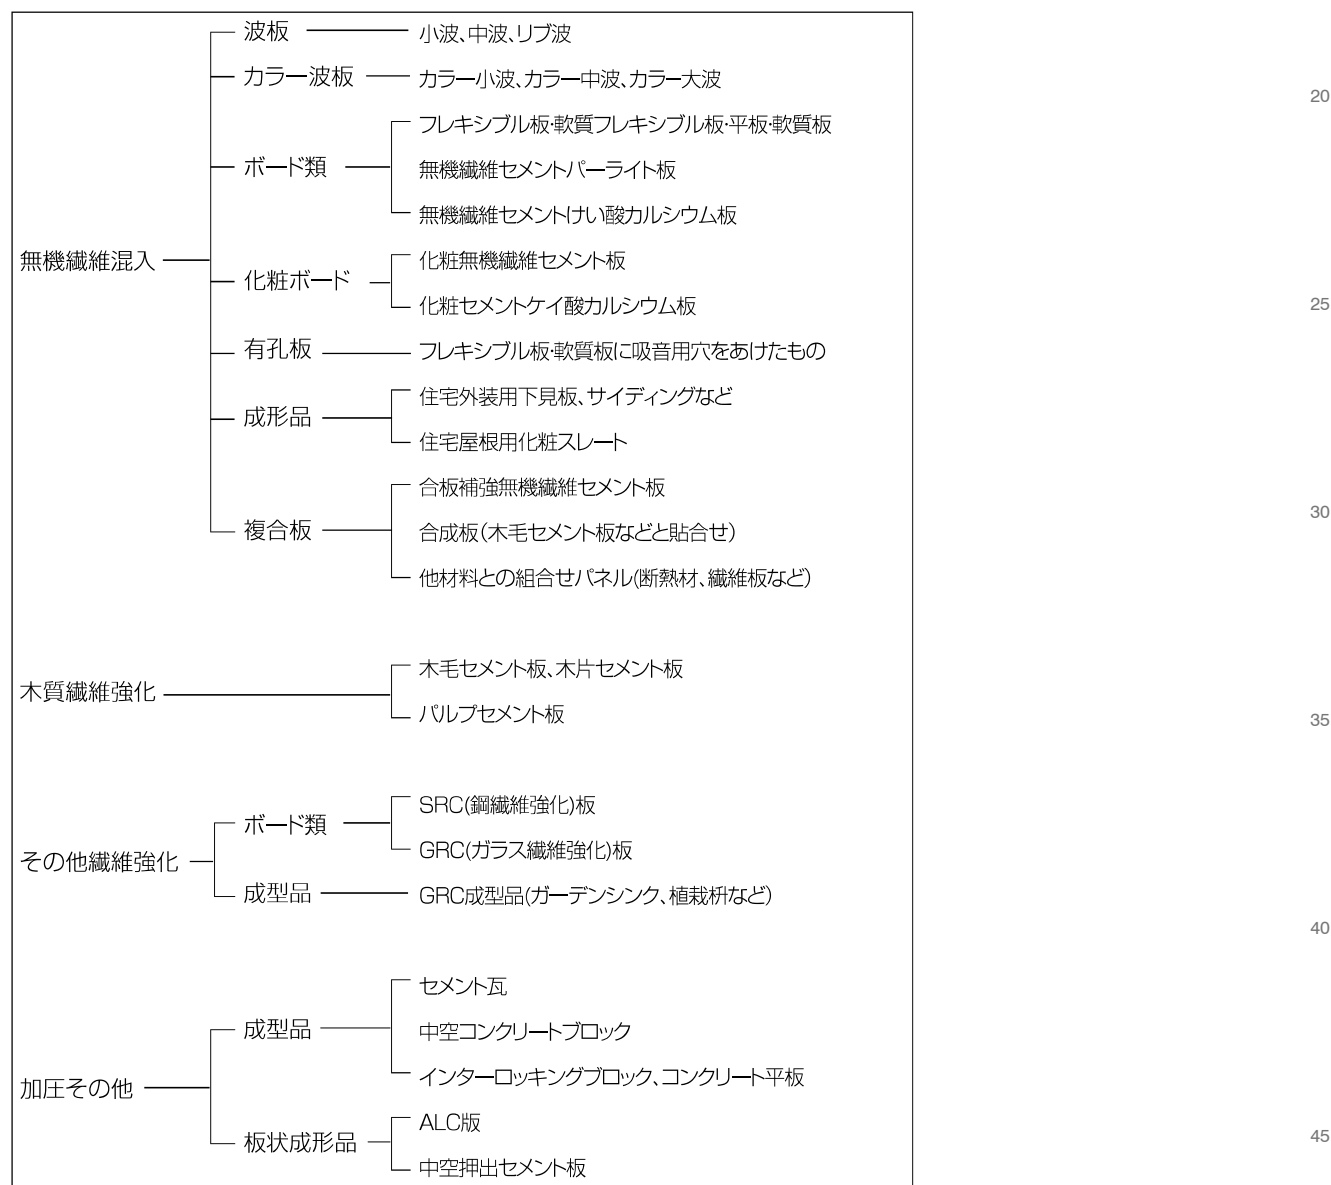 波板 小波、中波、リブ波
カラー波板 カラー小波、カラー中波、カラー大波
20
フレキシブル板・軟質フレキシブル板・平板・軟質板
ボード類 無機繊維セメントパーライト板
無機繊維セメントけい酸カルシウム板
無機繊維混入 化粧無機繊維セメント板
化粧ボード
化粧セメントケイ酸カルシウム板
25
有孔板 フレキシブル板・軟質板に吸音用穴をあけたもの
住宅外装用下見板、サイディングなど
成形品
住宅屋根用化粧スレート
合板補強無機繊維セメント板
30
複合板 合成板（木毛セメント板などと貼合せ）
他材料との組合せパネル(断熱材、繊維板など)
木毛セメント板、木片セメント板
木質繊維強化
パルプセメント板
35
SRC(鋼繊維強化)板
ボード類
GRC(ガラス繊維強化)板
その他繊維強化
成型品 GRC成型品(ガーデンシンク、植栽枡など)
40
セメント瓦
成型品 中空コンクリートブロック
インターロッキングブロック、コンクリート平板
加圧その他
ALC版
45
板状成形品
中空押出セメント板